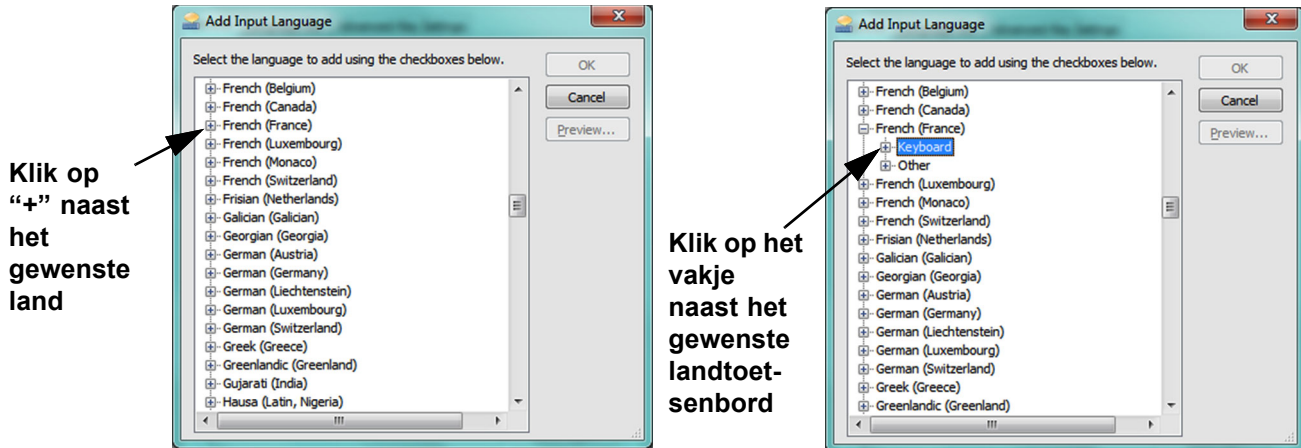 Add Input Language
Select the language to add using the checkboxes below.
French (Belgium)
French (Canada)
French (France)
French (Luxembourg)
French (Monaco)
French (Switzerland)
Frisian (Netherlands)
Galician (Galician)
Georgian (Georgia)
German (Austria)
German (Germany)
German (Liechtenstein)
German (Luxembourg)
German (Switzerland)
Greek (Greece)
Greenlandic (Greenland)
Gujarati (India)
Hausa (Latin, Nigeria)
OK
Cancel
Preview...
Klik op
“+” naast
het
gewenste
land
Add Input Language
Select the language to add using the checkboxes below.
French (Belgium)
French (Canada)
French (France)
Keyboard
Other
French (Luxembourg)
French (Monaco)
French (Switzerland)
Frisian (Netherlands)
Galician (Galician)
Georgian (Georgia)
German (Austria)
German (Germany)
German (Liechtenstein)
German (Luxembourg)
German (Switzerland)
Greek (Greece)
Greenlandic (Greenland)
OK
Cancel
Preview...
Klik op het
vakje
naast het
gewenste
landtoet-
senbord